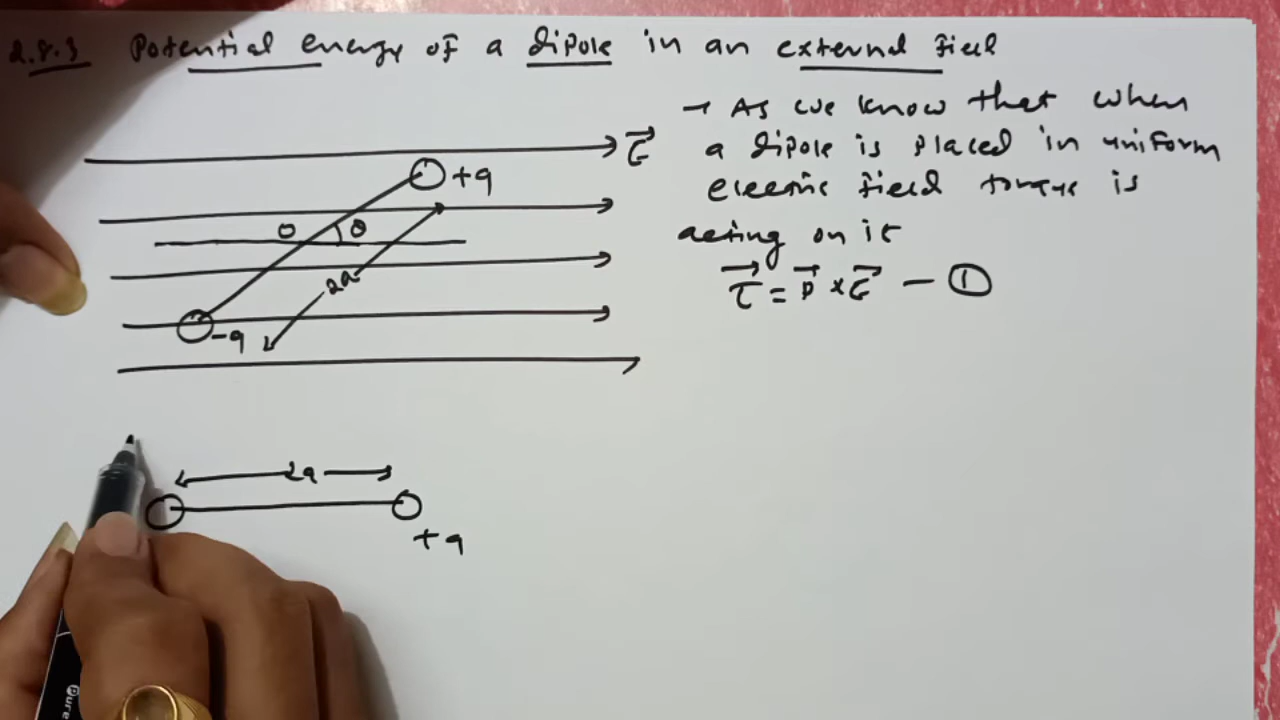 2.8.3 Potential energy of a dipole in an external field
→ As we know that when
a dipole is placed in uniform
electric field torque is
acting on it
τ⃗ = p⃗ × E⃗ — ①
E⃗
+q
θ θ
2a
-q
2a
+q
Pure